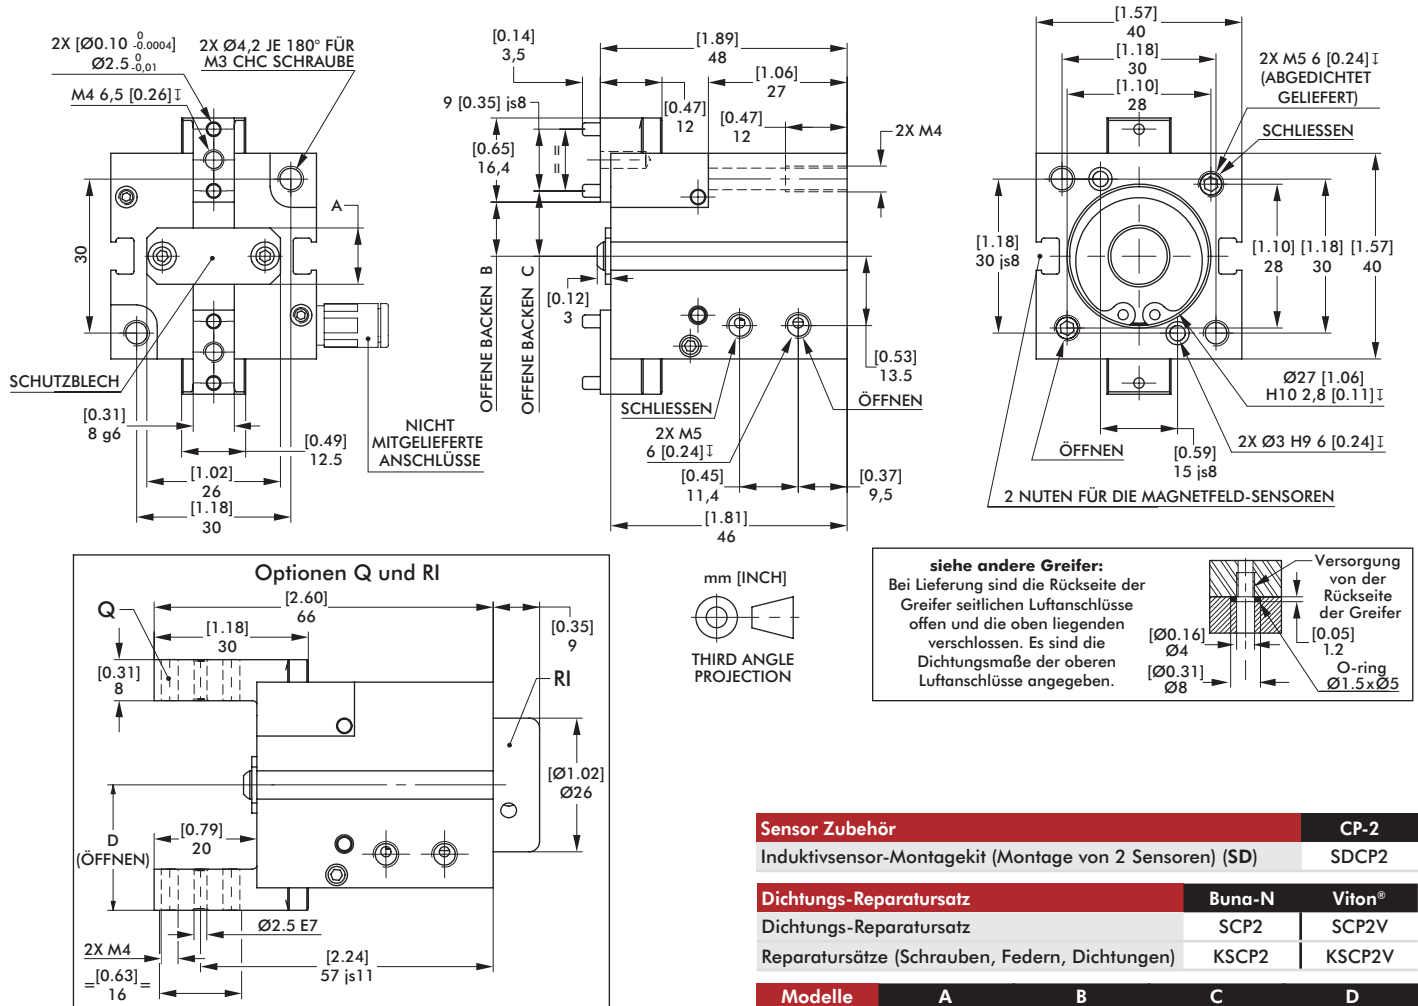 2X [Ø0.10 0 -0.0004]
Ø2.5 0 -0,01
M4 6,5 [0.26]↧
2X Ø4,2 JE 180° FÜR
M3 CHC SCHRAUBE
A
30
SCHUTZBLECH
[0.31]
8 g6
[0.49]
12.5
[1.02]
26
[1.18]
30
NICHT
MITGELIEFERTE
ANSCHLÜSSE
[0.14]
3,5
[1.89]
48
[1.06]
27
[0.47]
12
[0.47]
12
9 [0.35] js8
[0.65]
16,4
=
=
2X M4
OFFENE BACKEN B
OFFENE BACKEN C
[0.12]
3
[0.53]
13.5
SCHLIESSEN
ÖFFNEN
2X M5
6 [0.24]↧
[0.45]
11,4
[0.37]
9,5
[1.81]
46
[1.57]
40
[1.18]
30
[1.10]
28
2X M5 6 [0.24]↧
(ABGEDICHTET
GELIEFERT)
SCHLIESSEN
[1.18]
30 js8
[1.10]
28
[1.18]
30
[1.57]
40
Ø27 [1.06]
H10 2,8 [0.11]↧
2X Ø3 H9 6 [0.24]↧
ÖFFNEN
[0.59]
15 js8
2 NUTEN FÜR DIE MAGNETFELD-SENSOREN
Optionen Q und RI
[2.60]
66
Q
[1.18]
30
[0.35]
9
[0.31]
8
RI
[Ø1.02]
Ø26
D
(ÖFFNEN)
[0.79]
20
Ø2.5 E7
2X M4
[2.24]
57 js11
=[0.63]=
16
mm [INCH]
THIRD ANGLE
PROJECTION
siehe andere Greifer:
Bei Lieferung sind die Rückseite der
Greifer seitlichen Luftanschlüsse
offen und die oben liegenden
verschlossen. Es sind die
Dichtungsmaße der oberen
Luftanschlüsse angegeben.
Versorgung
von der
Rückseite
der Greifer
[0.05]
1.2
[Ø0.16]
Ø4
[Ø0.31]
Ø8
O-ring
Ø1.5xØ5
Sensor Zubehör CP-2
Induktivsensor-Montagekit (Montage von 2 Sensoren) (SD) SDCP2
Dichtungs-Reparatursatz Buna-N Viton®
Dichtungs-Reparatursatz SCP2 SCP2V
Reparatursätze (Schrauben, Federn, Dichtungen) KSCP2 KSCP2V
Modelle A B C D